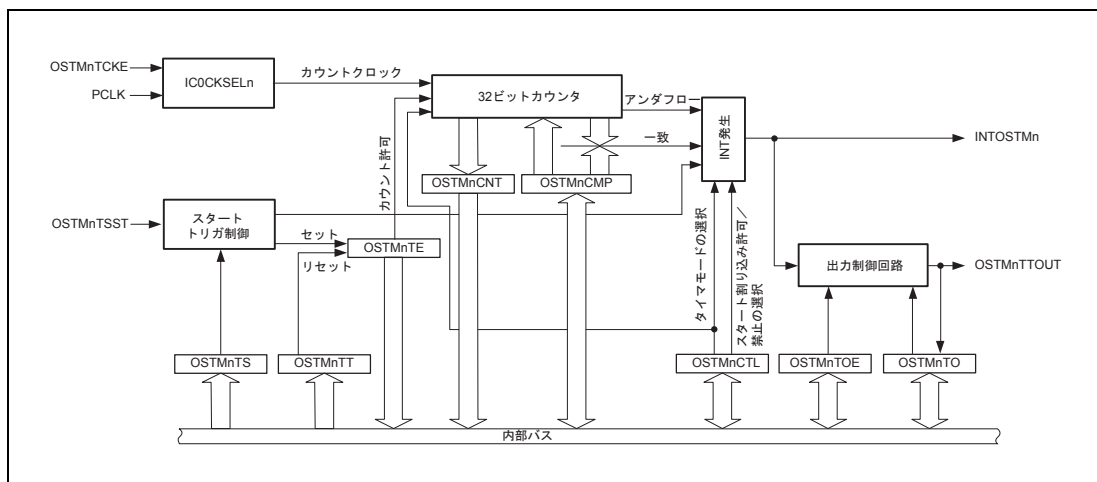 OSTMnTCKE
PCLK
IC0CKSELn
カウントクロック
32ビットカウンタ
アンダフロー
一致
INT発生
INTOSTMn
カウント許可
OSTMnCNT
OSTMnCMP
OSTMnTSST
スタート
トリガ制御
セット
リセット
OSTMnTE
タイマモードの選択
スタート割り込み許可／
禁止の選択
出力制御回路
OSTMnTTOUT
OSTMnTS
OSTMnTT
OSTMnCTL
OSTMnTOE
OSTMnTO
内部バス